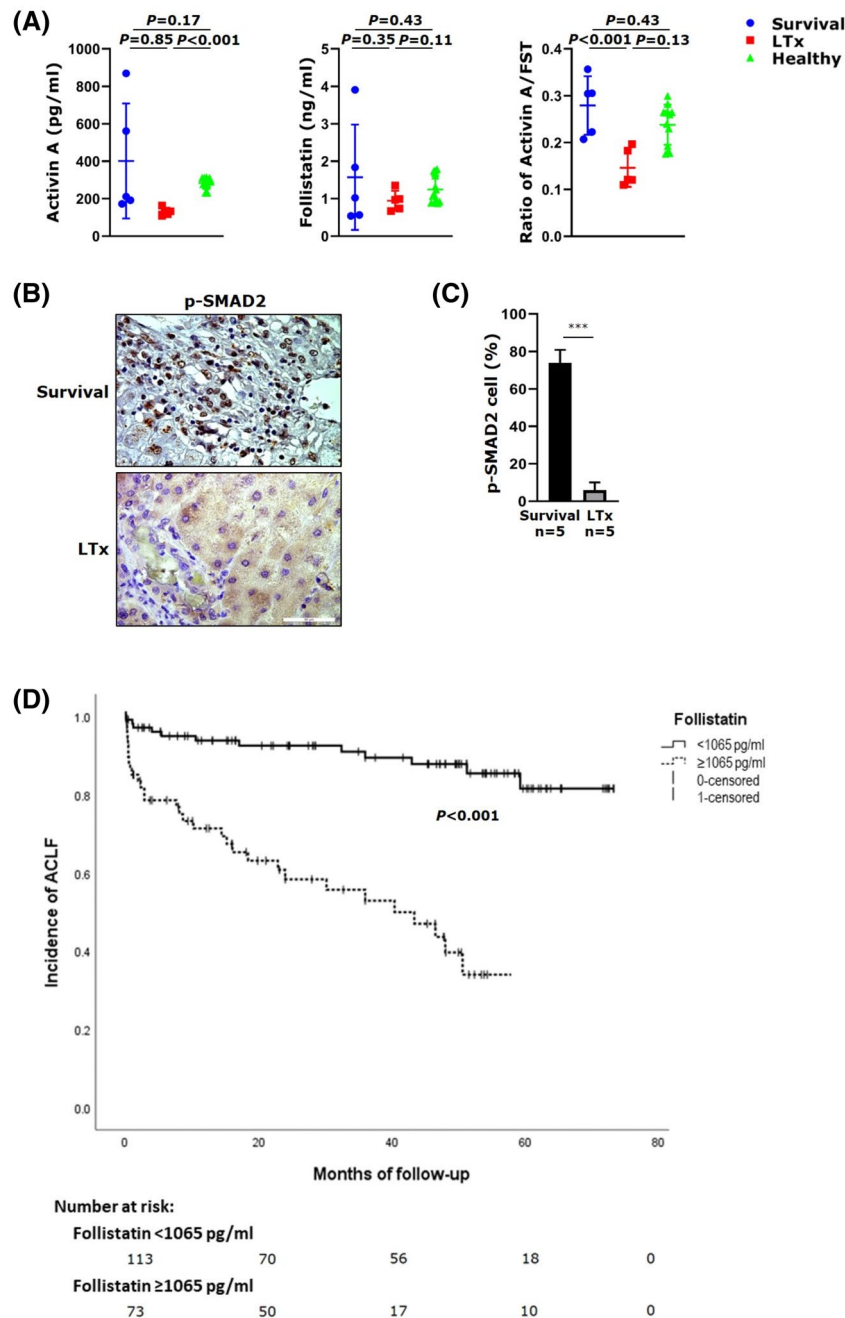 (A)
P=0.17
P=0.85 P<0.001
Activin A (pg/ml)
1000
800
600
400
200
0
P=0.43
P=0.35 P=0.11
Follistatin (ng/ml)
5
4
3
2
1
0
P=0.43
P<0.001 P=0.13
Ratio of Activin A/FST
0.4
0.3
0.2
0.1
0.0
Survival
LTx
Healthy
(B)
p-SMAD2
Survival
LTx
(C)
p-SMAD2 cell (%)
100
80
60
40
20
0
***
Survival LTx
n=5 n=5
(D)
Incidence of ACLF
1.0
0.8
0.6
0.4
0.2
0.0
P<0.001
Follistatin
<1065 pg/ml
≥1065 pg/ml
0-censored
1-censored
0 20 40 60 80
Months of follow-up
Number at risk:
Follistatin <1065 pg/ml
113 70 56 18 0
Follistatin ≥1065 pg/ml
73 50 17 10 0